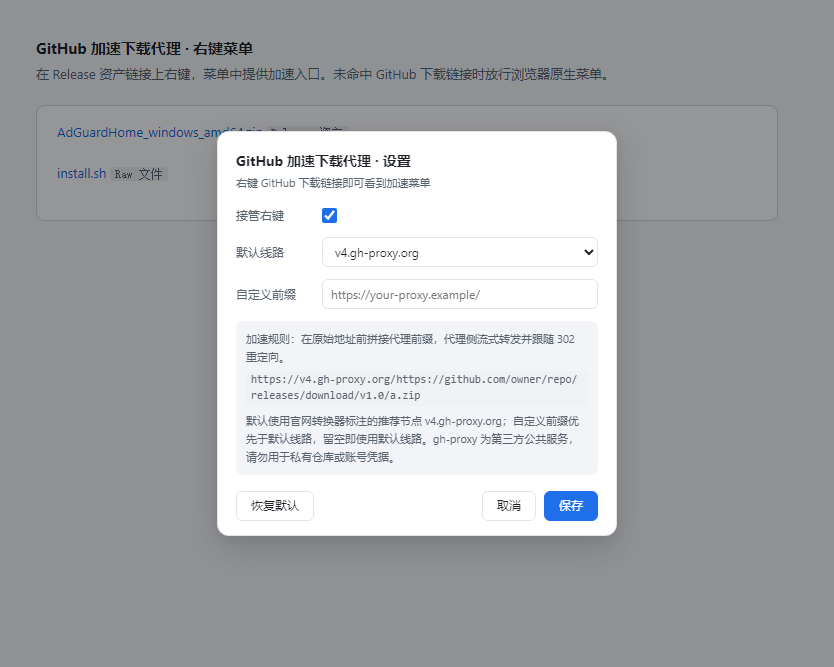 GitHub 加速下载代理 · 右键菜单
在 Release 资产链接上右键，菜单中提供加速入口。未命中 GitHub 下载链接时放行浏览器原生菜单。
AdGuardHome_windows_amd64.zip Release 资产
install.sh Raw 文件
GitHub 加速下载代理 · 设置
右键 GitHub 下载链接即可看到加速菜单
接管右键
默认线路 v4.gh-proxy.org
自定义前缀 https://your-proxy.example/
加速规则：在原始地址前拼接代理前缀，代理侧流式转发并跟随 302
重定向。
https://v4.gh-proxy.org/https://github.com/owner/repo/
releases/download/v1.0/a.zip
默认使用官网转换器标注的推荐节点 v4.gh-proxy.org；自定义前缀优
先于默认线路，留空即使用默认线路。gh-proxy 为第三方公共服务，
请勿用于私有仓库或账号凭据。
恢复默认 取消 保存